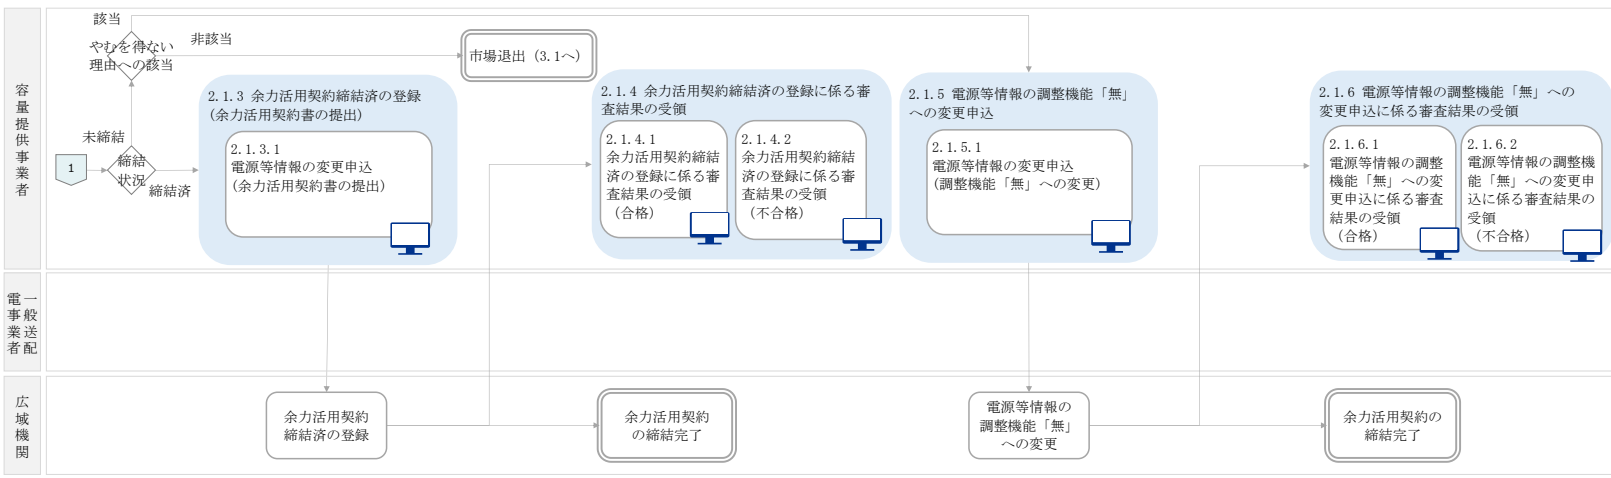 容量提供事業者
該当
やむを得ない
理由への該当
非該当
市場退出（3.1へ）
未締結
1
締結
状況
締結済
2.1.3 余力活用契約締結済の登録
(余力活用契約書の提出)
2.1.3.1
電源等情報の変更申込
(余力活用契約書の提出)
2.1.4 余力活用契約締結済の登録に係る審
査結果の受領
2.1.4.1
余力活用契約締結
済の登録に係る審
査結果の受領
（合格）
2.1.4.2
余力活用契約締結
済の登録に係る審
査結果の受領
（不合格）
2.1.5 電源等情報の調整機能「無」
への変更申込
2.1.5.1
電源等情報の変更申込
(調整機能「無」への変更)
2.1.6 電源等情報の調整機能「無」への
変更申込に係る審査結果の受領
2.1.6.1
電源等情報の調整
機能「無」への変
更申込に係る審査
結果の受領
（合格）
2.1.6.2
電源等情報の調整機
能「無」への変更申
込に係る審査結果の
受領
（不合格）
一般送配
電事業者
広域機関
余力活用契約
締結済の登録
余力活用契約
の締結完了
電源等情報の
調整機能「無」
への変更
余力活用契約の
締結完了